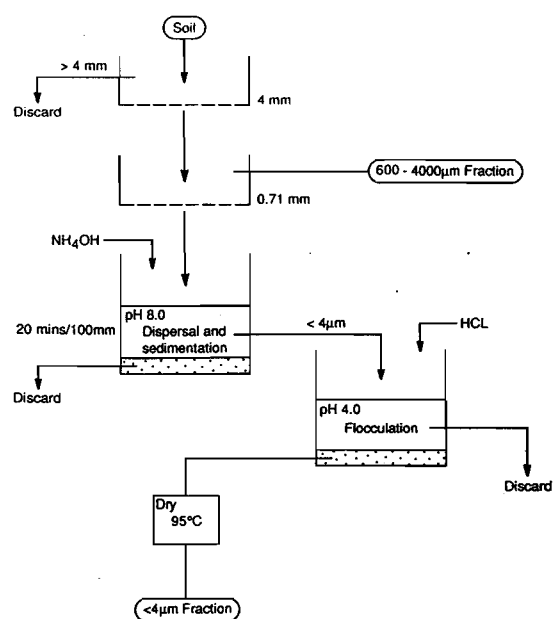 Soil
> 4 mm
Discard
4 mm
600 - 4000µm Fraction
0.71 mm
NH₄OH
pH 8.0
20 mins/100mm
Dispersal and
sedimentation
< 4µm
HCL
Discard
pH 4.0
Flocculation
Discard
Dry
95°C
<4µm Fraction